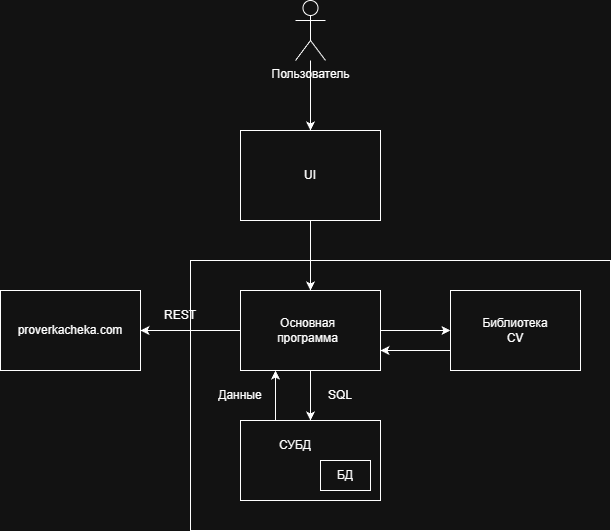 Пользователь
UI
proverkacheka.com
REST
Основная
программа
Библиотека
CV
Данные
SQL
СУБД
БД